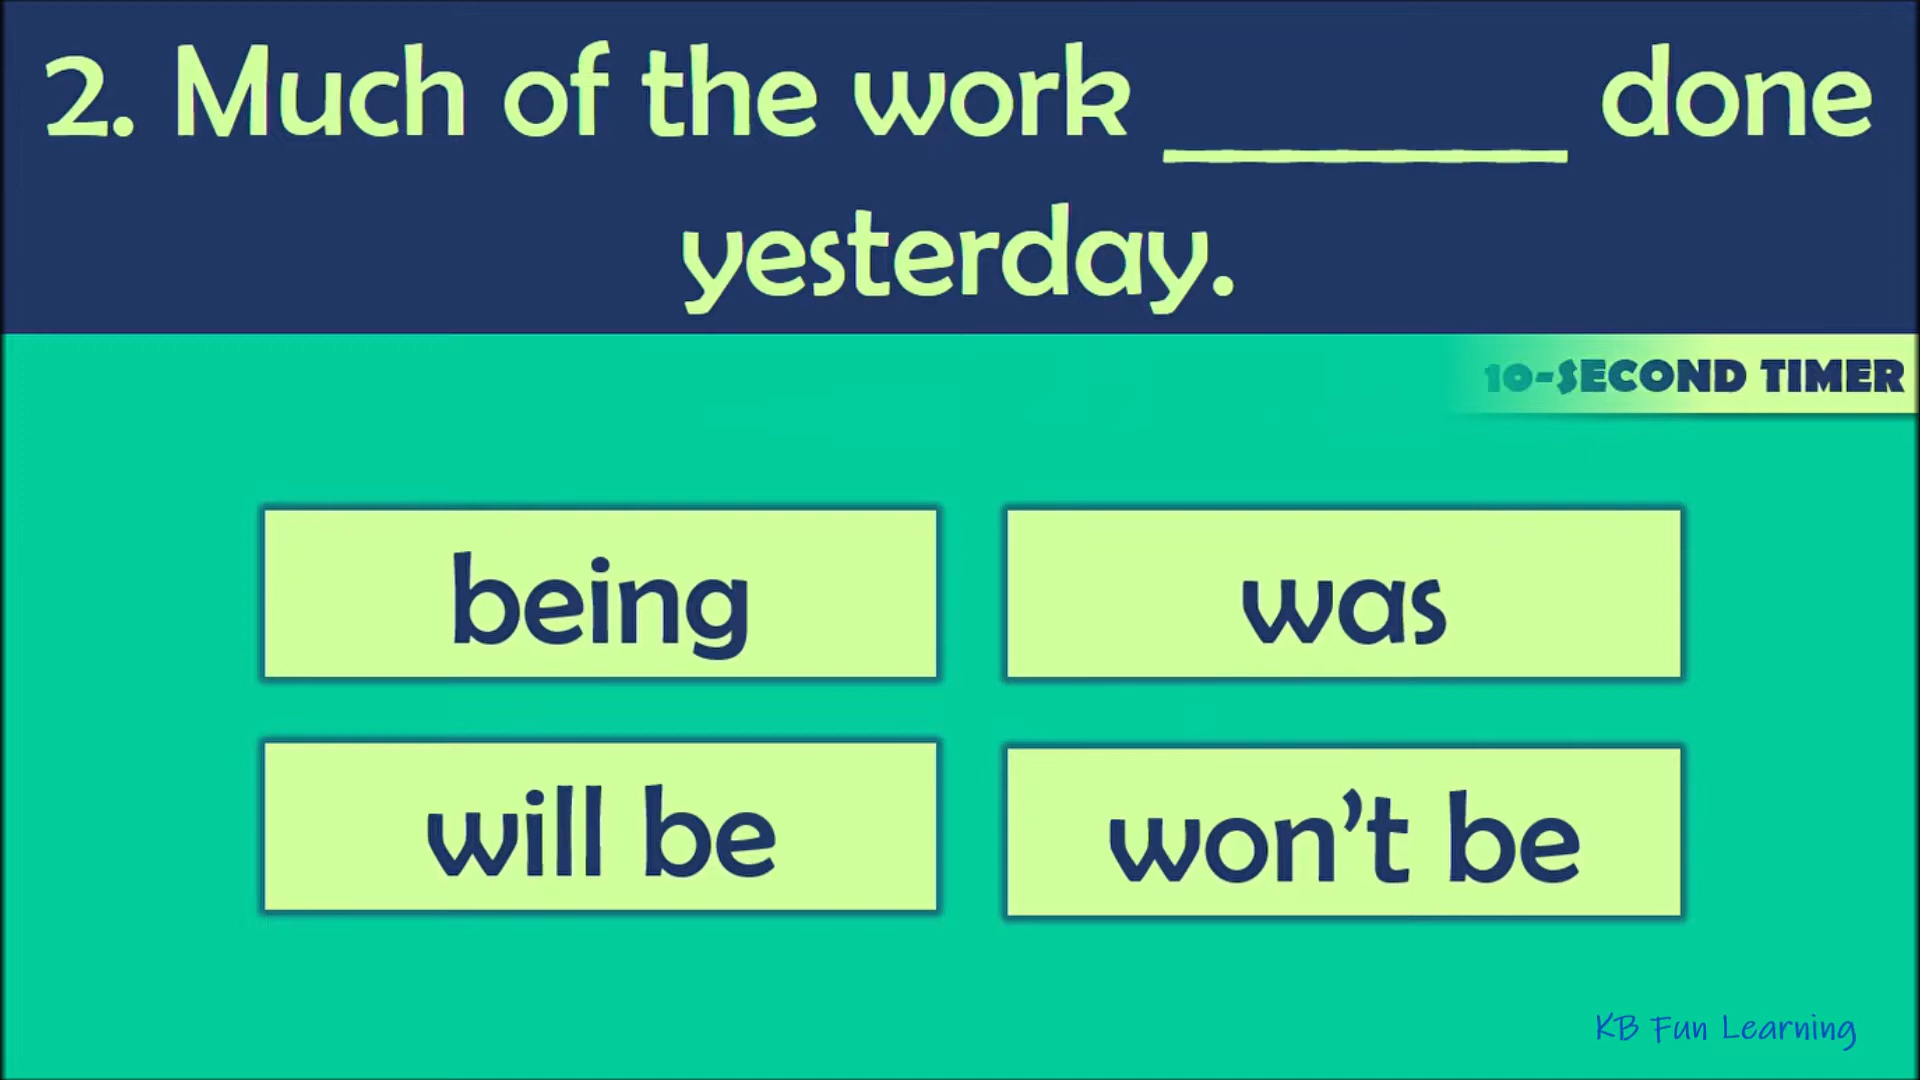 2. Much of the work ______ done
yesterday.
10-SECOND TIMER
being
was
will be
won't be
KB Fun Learning